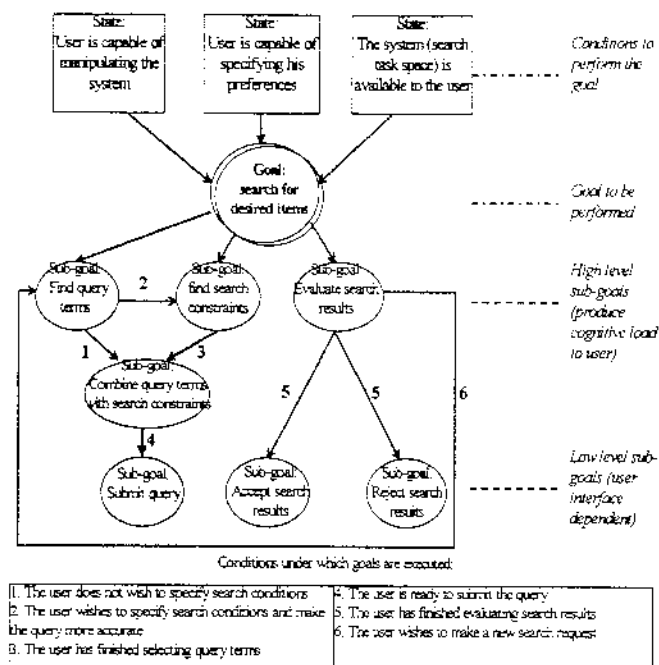 State:
User is capable of
manipulating the
system
State:
User is capable of
specifying his
preferences
State:
The system (search
task space) is
available to the user
Conditions to
perform the
goal
Goal:
search for
desired items
Goal to be
performed
Sub-goal:
Find query
terms
2
Sub-goal:
find search
constraints
Sub-goal:
Evaluate search
results
High level
sub-goals
(produce
cognitive load
to user)
1
3
Sub-goal:
Combine query terms
with search constraints
5
5
6
4
Sub-goal:
Submit query
Sub-goal:
Accept search
results
Sub-goal:
Reject search
results
Low level sub-
goals (user
interface
dependent)
Conditions under which goals are executed:
1. The user does not wish to specify search conditions
2. The user wishes to specify search conditions and make
the query more accurate
3. The user has finished selecting query terms
4. The user is ready to submit the query
5. The user has finished evaluating search results
6. The user wishes to make a new search request